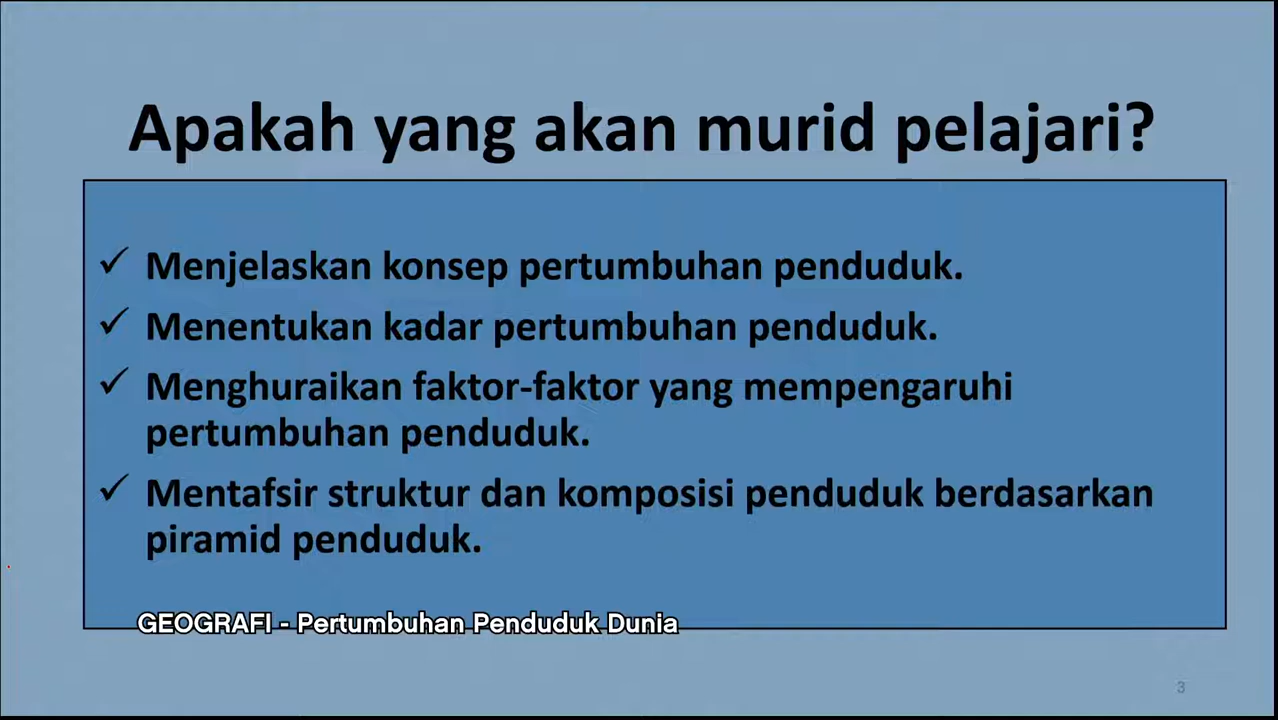 Apakah yang akan murid pelajari?
✓ Menjelaskan konsep pertumbuhan penduduk.
✓ Menentukan kadar pertumbuhan penduduk.
✓ Menghuraikan faktor-faktor yang mempengaruhi
pertumbuhan penduduk.
✓ Mentafsir struktur dan komposisi penduduk berdasarkan
piramid penduduk.
GEOGRAFI - Pertumbuhan Penduduk Dunia
3